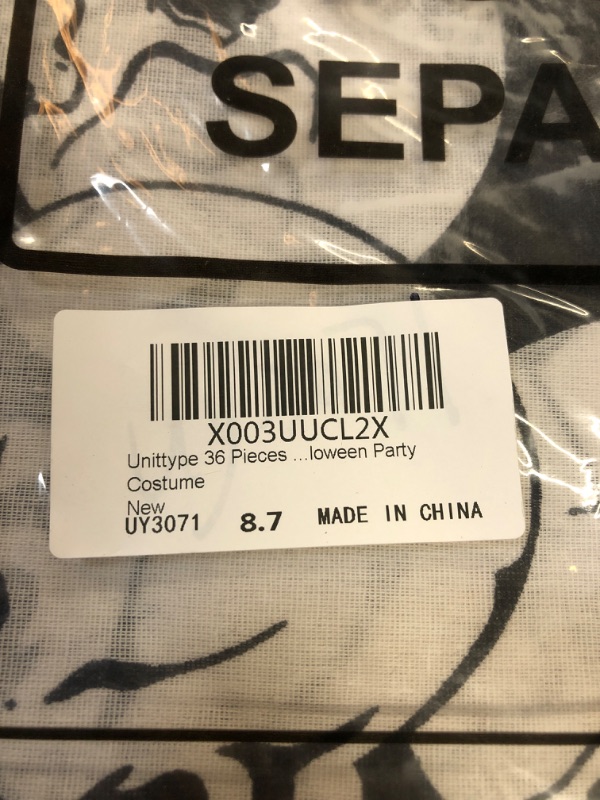 SEPA
X003UUCL2X
Unittype 36 Pieces ...loween Party
Costume
New
UY3071 8.7 MADE IN CHINA